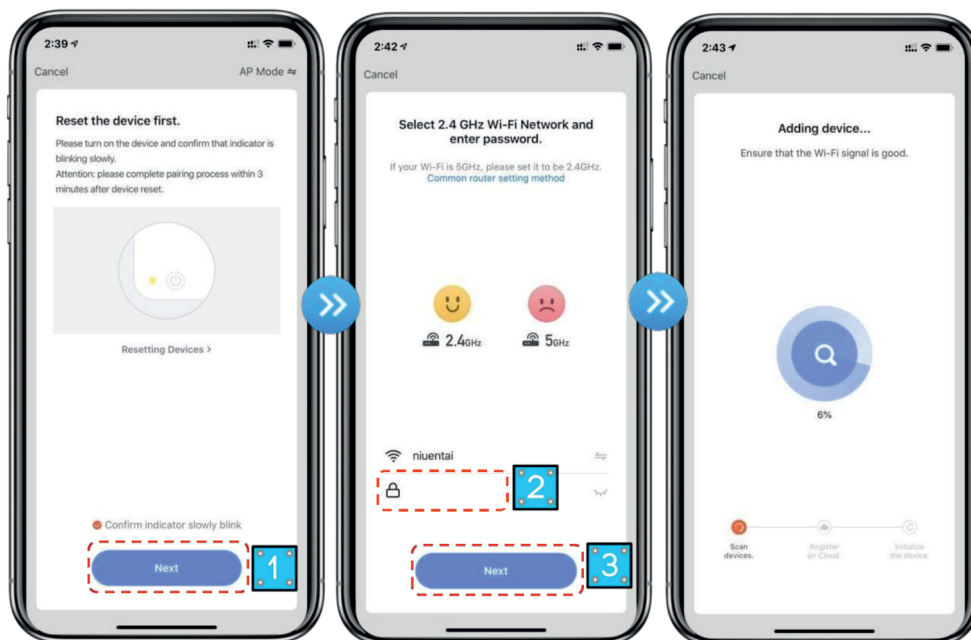 2:39
Cancel
AP Mode
Reset the device first.
Please turn on the device and confirm that indicator is
blinking slowly.
Attention: please complete pairing process within 3
minutes after device reset.
Resetting Devices >
Confirm indicator slowly blink
Next
1
2:42
Cancel
Select 2.4 GHz Wi-Fi Network and
enter password.
If your Wi-Fi is 5GHz, please set it to be 2.4GHz.
Common router setting method
2.4GHz
5GHz
niuentai
2
Next
3
2:43
Cancel
Adding device...
Ensure that the Wi-Fi signal is good.
6%
Scan
devices.
Register
on Cloud.
Initialize
the device.